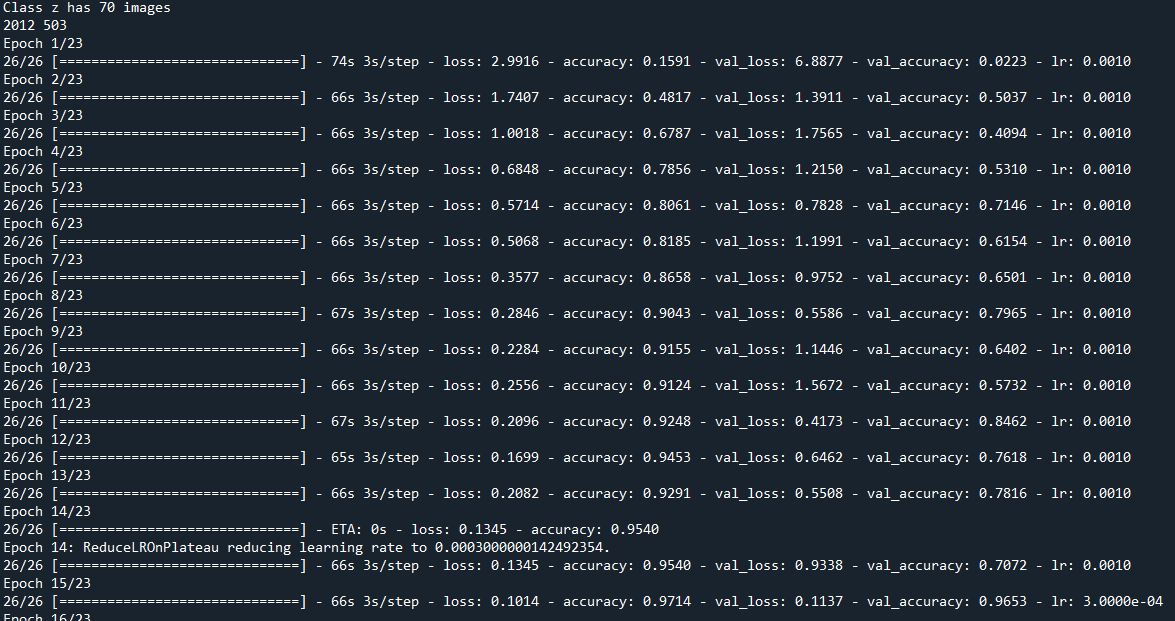 Class z has 70 images
2012 503
Epoch 1/23
26/26 [==============================] - 74s 3s/step - loss: 2.9916 - accuracy: 0.1591 - val_loss: 6.8877 - val_accuracy: 0.0223 - lr: 0.0010
Epoch 2/23
26/26 [==============================] - 66s 3s/step - loss: 1.7407 - accuracy: 0.4817 - val_loss: 1.3911 - val_accuracy: 0.5037 - lr: 0.0010
Epoch 3/23
26/26 [==============================] - 66s 3s/step - loss: 1.0018 - accuracy: 0.6787 - val_loss: 1.7565 - val_accuracy: 0.4094 - lr: 0.0010
Epoch 4/23
26/26 [==============================] - 66s 3s/step - loss: 0.6848 - accuracy: 0.7856 - val_loss: 1.2150 - val_accuracy: 0.5310 - lr: 0.0010
Epoch 5/23
26/26 [==============================] - 66s 3s/step - loss: 0.5714 - accuracy: 0.8061 - val_loss: 0.7828 - val_accuracy: 0.7146 - lr: 0.0010
Epoch 6/23
26/26 [==============================] - 66s 3s/step - loss: 0.5068 - accuracy: 0.8185 - val_loss: 1.1991 - val_accuracy: 0.6154 - lr: 0.0010
Epoch 7/23
26/26 [==============================] - 66s 3s/step - loss: 0.3577 - accuracy: 0.8658 - val_loss: 0.9752 - val_accuracy: 0.6501 - lr: 0.0010
Epoch 8/23
26/26 [==============================] - 67s 3s/step - loss: 0.2846 - accuracy: 0.9043 - val_loss: 0.5586 - val_accuracy: 0.7965 - lr: 0.0010
Epoch 9/23
26/26 [==============================] - 66s 3s/step - loss: 0.2284 - accuracy: 0.9155 - val_loss: 1.1446 - val_accuracy: 0.6402 - lr: 0.0010
Epoch 10/23
26/26 [==============================] - 66s 3s/step - loss: 0.2556 - accuracy: 0.9124 - val_loss: 1.5672 - val_accuracy: 0.5732 - lr: 0.0010
Epoch 11/23
26/26 [==============================] - 67s 3s/step - loss: 0.2096 - accuracy: 0.9248 - val_loss: 0.4173 - val_accuracy: 0.8462 - lr: 0.0010
Epoch 12/23
26/26 [==============================] - 65s 3s/step - loss: 0.1699 - accuracy: 0.9453 - val_loss: 0.6462 - val_accuracy: 0.7618 - lr: 0.0010
Epoch 13/23
26/26 [==============================] - 66s 3s/step - loss: 0.2082 - accuracy: 0.9291 - val_loss: 0.5508 - val_accuracy: 0.7816 - lr: 0.0010
Epoch 14/23
26/26 [==============================] - ETA: 0s - loss: 0.1345 - accuracy: 0.9540
Epoch 14: ReduceLROnPlateau reducing learning rate to 0.0003000000142492354.
26/26 [==============================] - 66s 3s/step - loss: 0.1345 - accuracy: 0.9540 - val_loss: 0.9338 - val_accuracy: 0.7072 - lr: 0.0010
Epoch 15/23
26/26 [==============================] - 66s 3s/step - loss: 0.1014 - accuracy: 0.9714 - val_loss: 0.1137 - val_accuracy: 0.9653 - lr: 3.0000e-04
Epoch 16/23